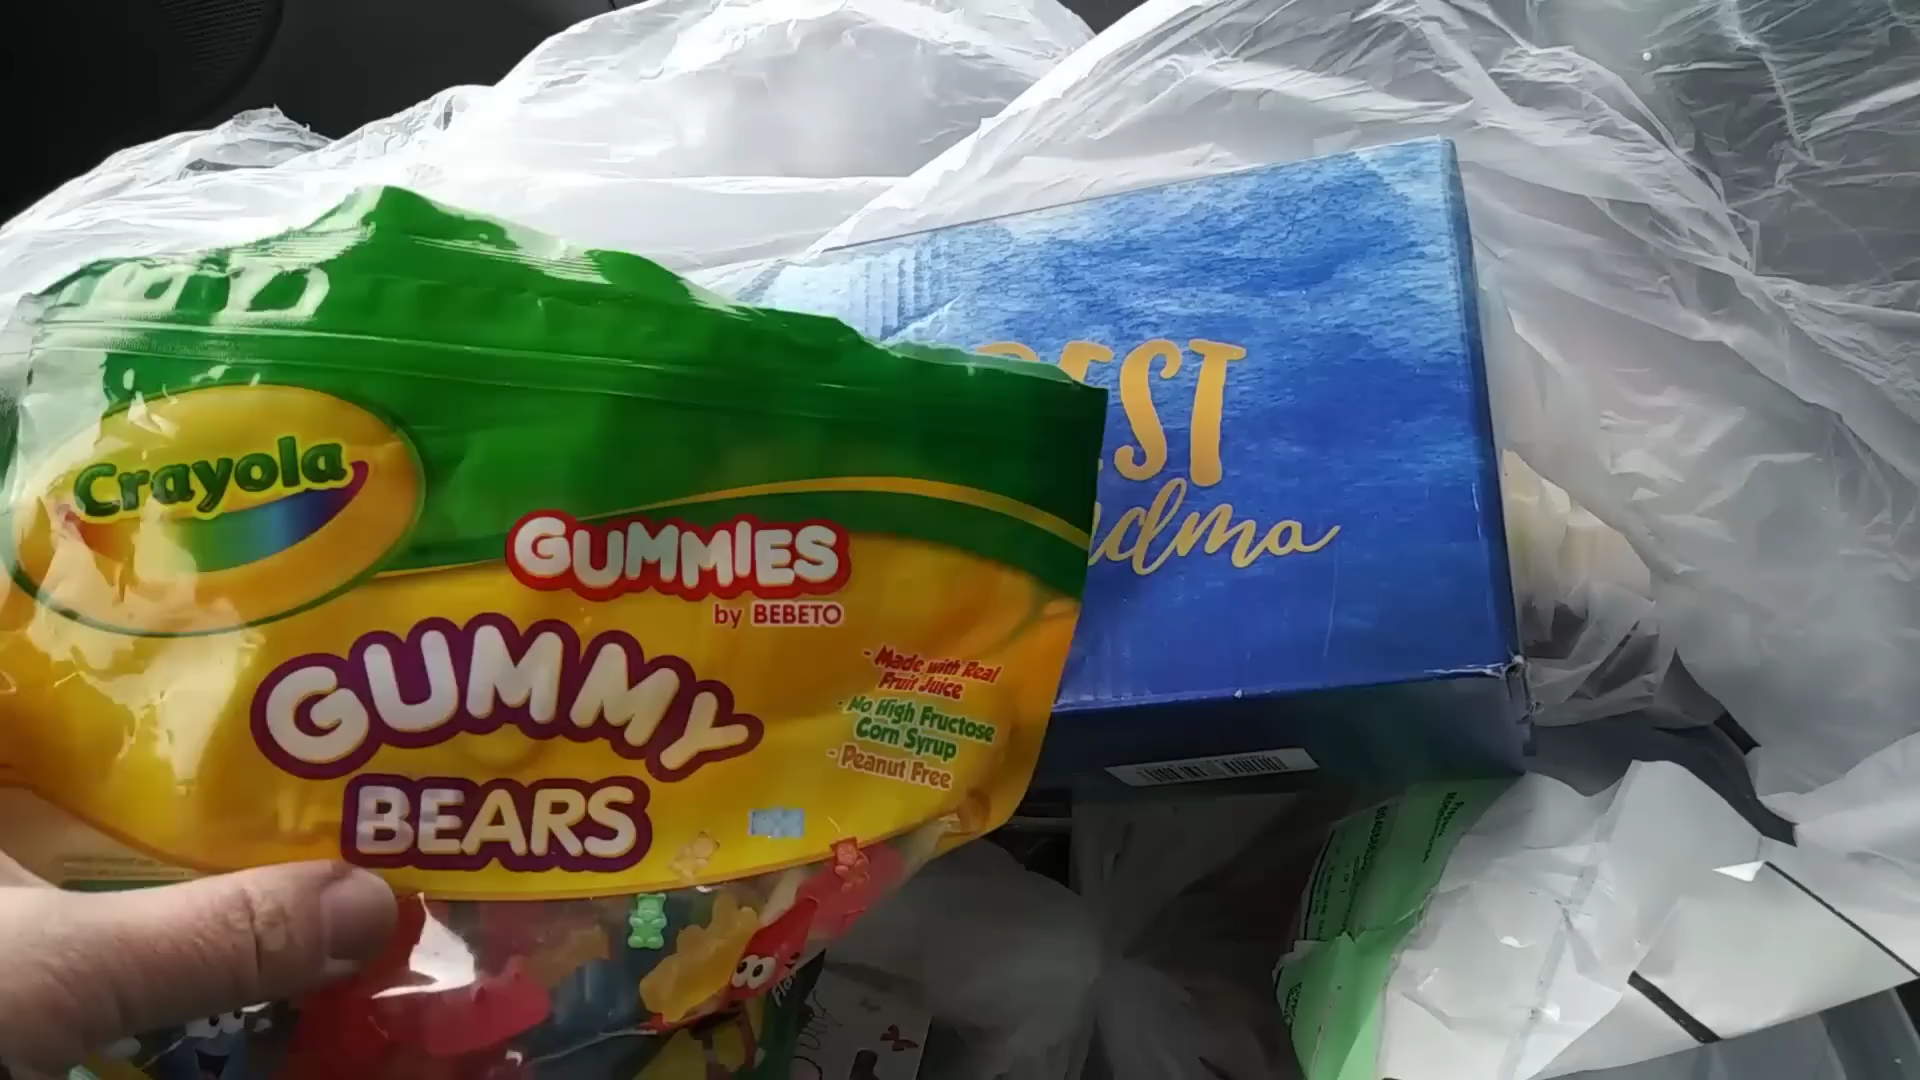 Crayola
GUMMIES
by BEBETO
GUMMY
BEARS
- Made with Real
Fruit Juice
- No High Fructose
Corn Syrup
- Peanut Free
EST
dma